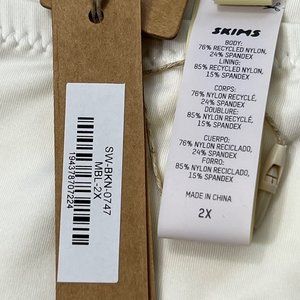 SW-BKN-0747
MBL-2X
194378707224
SKIMS
BODY:
76% RECYCLED NYLON,
24% SPANDEX
LINING:
85% RECYCLED NYLON,
15% SPANDEX
CORPS:
76% NYLON RECYCLÉ,
24% SPANDEX
DOUBLURE:
85% NYLON RECYCLÉ,
15% SPANDEX
CUERPO:
76% NYLON RECICLADO,
24% SPANDEX
FORRO:
85% NYLON RECICLADO,
15% SPANDEX
MADE IN CHINA
2X